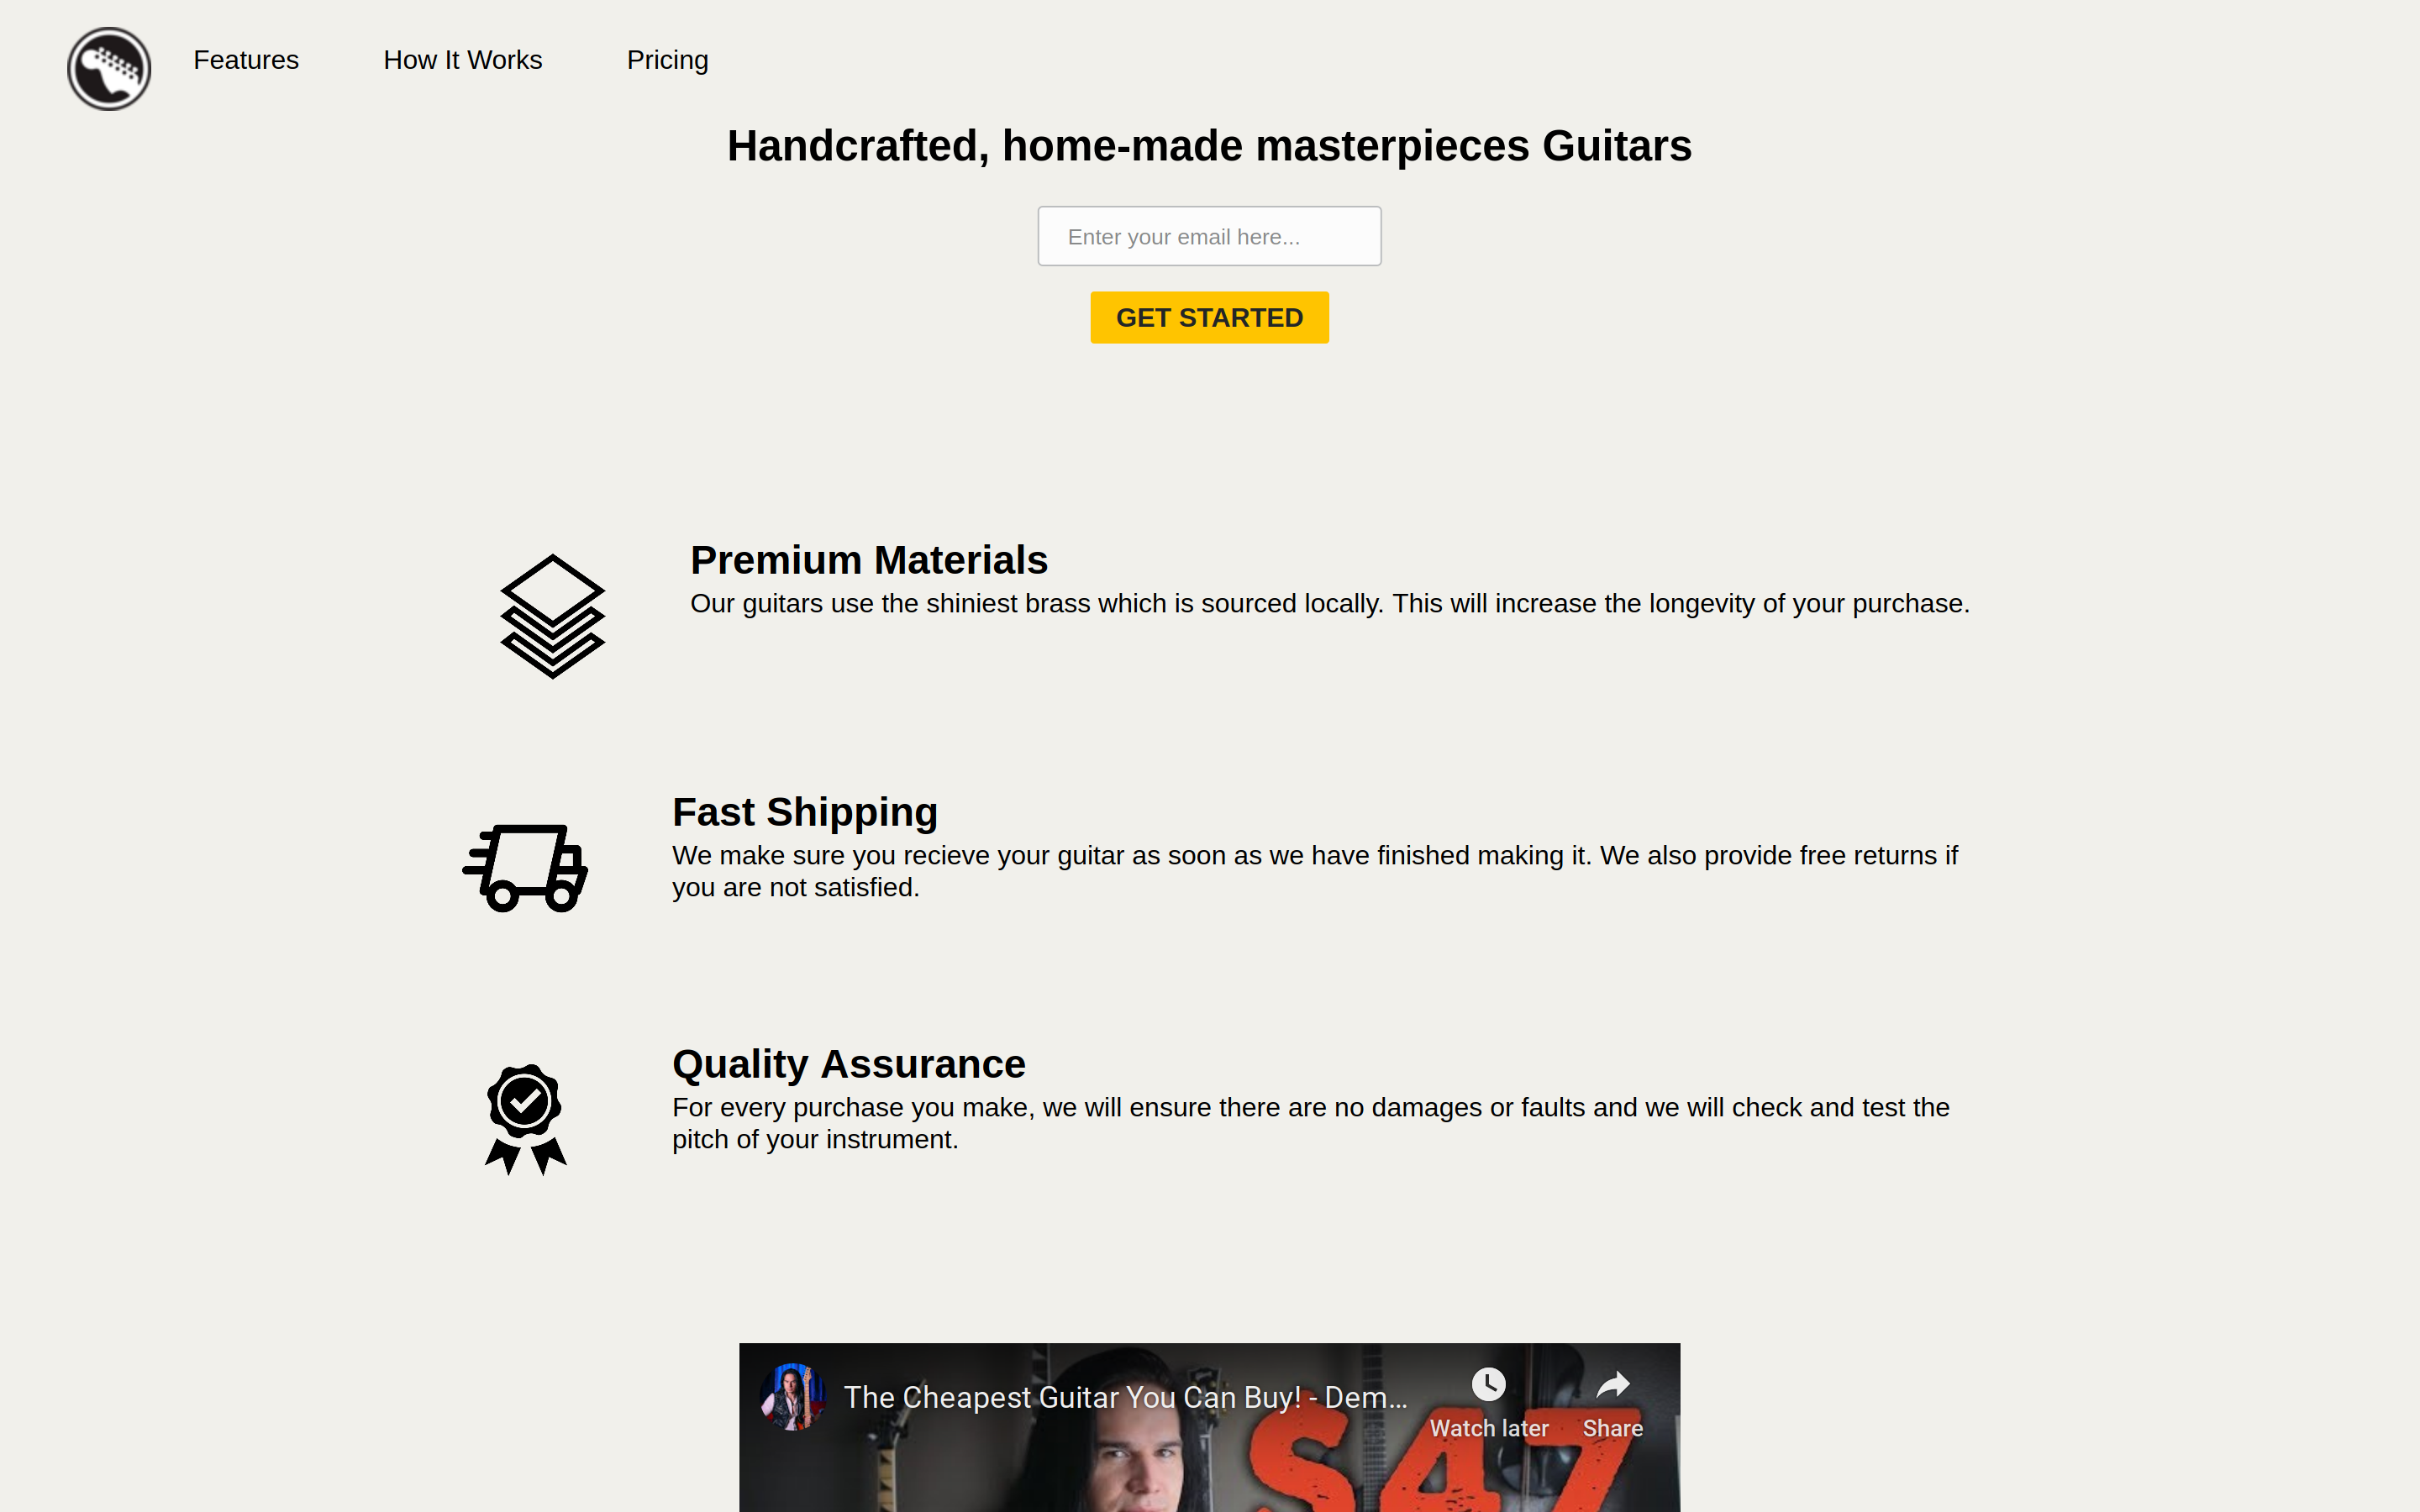 Features
How It Works
Pricing
Handcrafted, home-made masterpieces Guitars
Enter your email here...
GET STARTED
Premium Materials
Our guitars use the shiniest brass which is sourced locally. This will increase the longevity of your purchase.
Fast Shipping
We make sure you recieve your guitar as soon as we have finished making it. We also provide free returns if
you are not satisfied.
Quality Assurance
For every purchase you make, we will ensure there are no damages or faults and we will check and test the
pitch of your instrument.
The Cheapest Guitar You Can Buy! - Dem...
Watch later
Share
$47